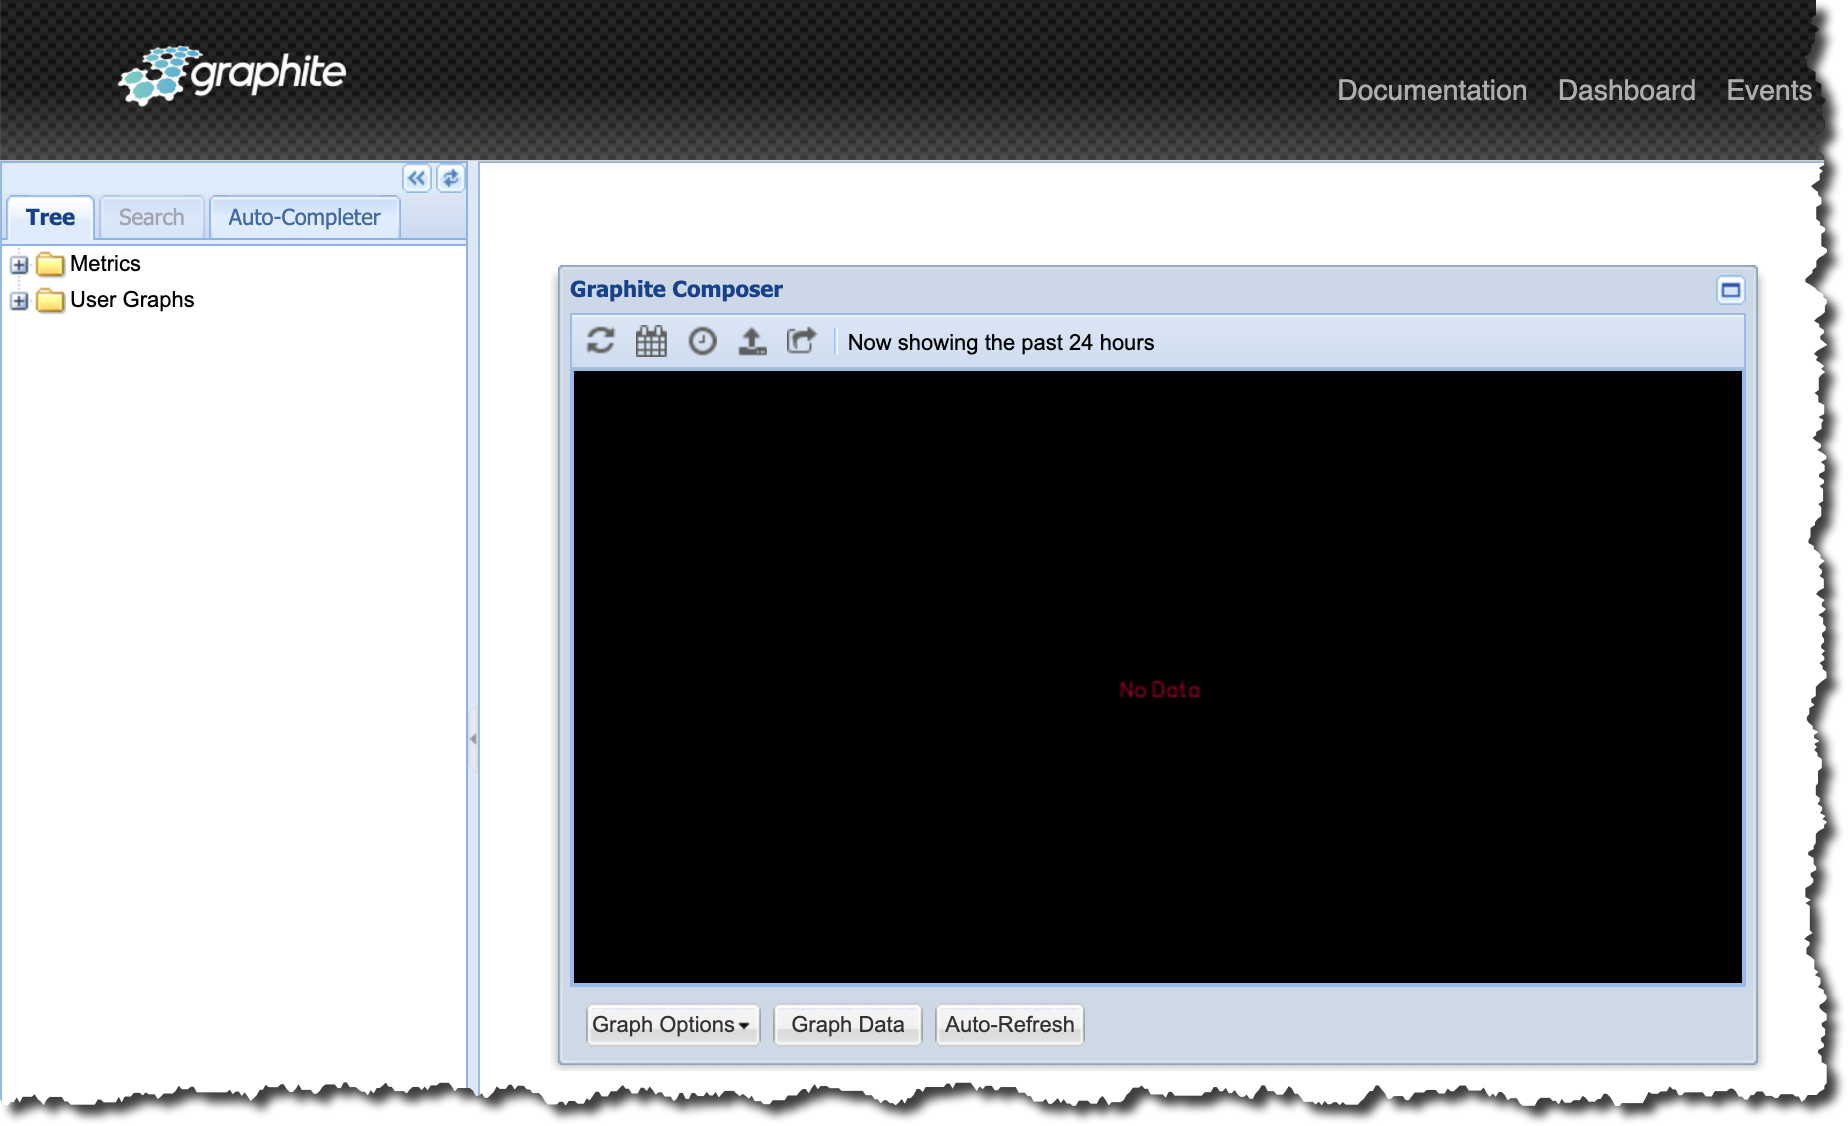 graphite
Documentation Dashboard Events
Tree Search Auto-Completer
Metrics
User Graphs
Graphite Composer
Now showing the past 24 hours
No Data
Graph Options Graph Data Auto-Refresh